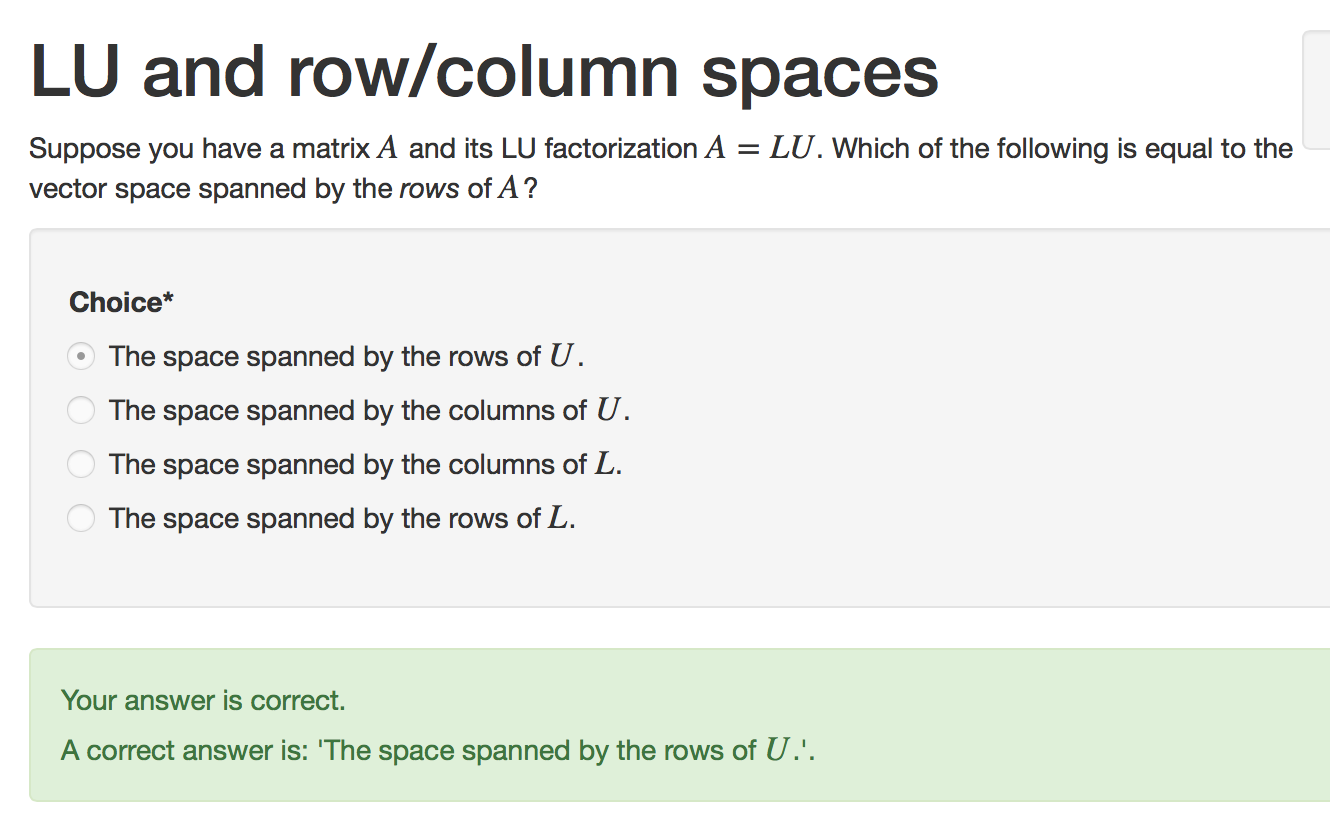 LU and row/column spaces
Suppose you have a matrix A and its LU factorization A = LU. Which of the following is equal to the
vector space spanned by the rows of A?
Choice*
The space spanned by the rows of U.
The space spanned by the columns of U.
The space spanned by the columns of L.
The space spanned by the rows of L.
Your answer is correct.
A correct answer is: 'The space spanned by the rows of U.'.